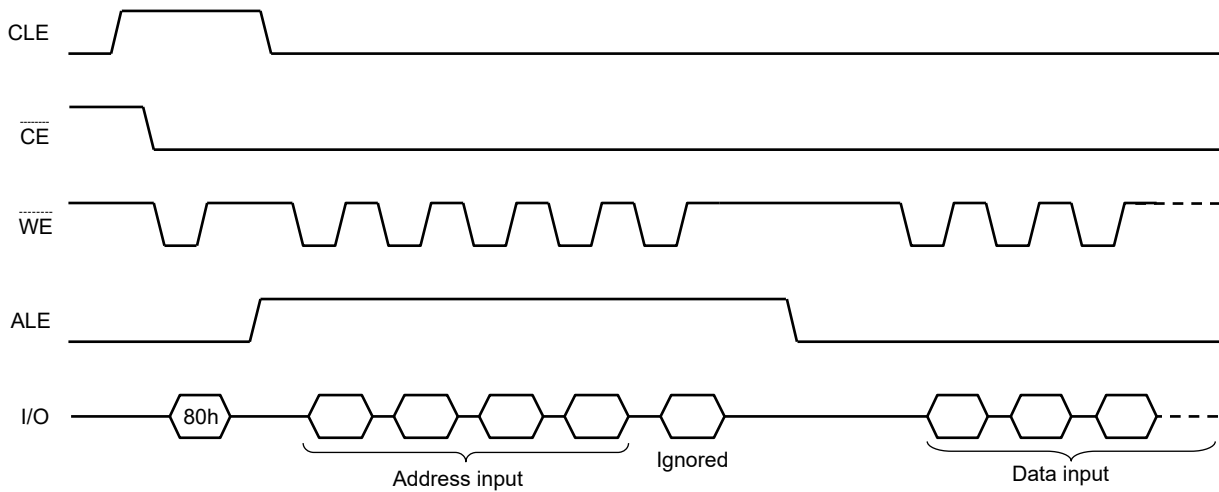 CLE
CE
WE
ALE
I/O
80h
Address input
Ignored
Data input